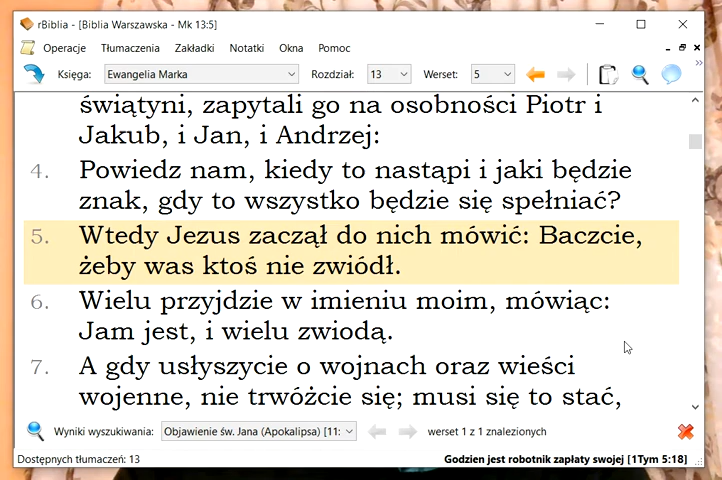 rBiblia - [Biblia Warszawska - Mk 13:5]
Operacje Tłumaczenia Zakładki Notatki Okna Pomoc
Księga: Ewangelia Marka Rozdział: 13 Werset: 5
świątyni, zapytali go na osobności Piotr i
Jakub, i Jan, i Andrzej:
4. Powiedz nam, kiedy to nastąpi i jaki będzie
znak, gdy to wszystko będzie się spełniać?
5. Wtedy Jezus zaczął do nich mówić: Baczcie,
żeby was ktoś nie zwiódł.
6. Wielu przyjdzie w imieniu moim, mówiąc:
Jam jest, i wielu zwiodą.
7. A gdy usłyszycie o wojnach oraz wieści
wojenne, nie trwóżcie się; musi się to stać,
Wyniki wyszukiwania: Objawienie św. Jana (Apokalipsa) [11: werset 1 z 1 znalezionych
Dostępnych tłumaczeń: 13 Godzien jest robotnik zapłaty swojej [1Tym 5:18]